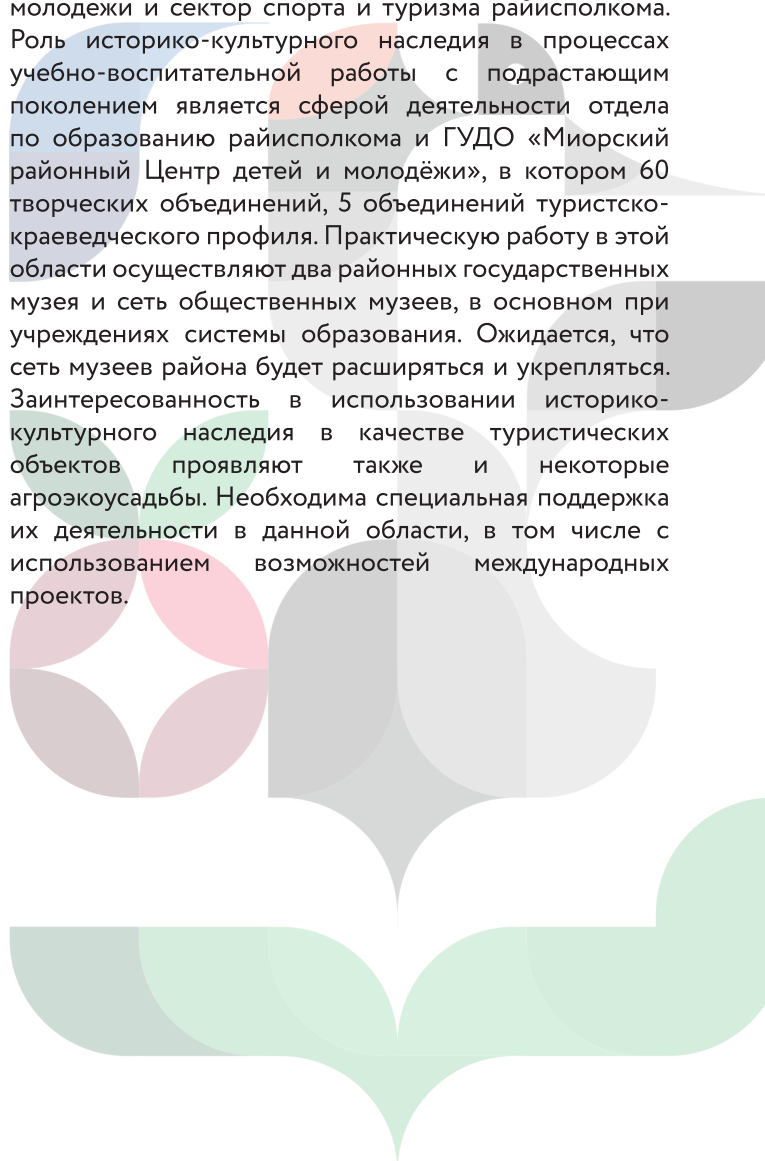 молодежи и сектор спорта и туризма райисполкома.
Роль историко-культурного наследия в процессах
учебно-воспитательной работы с подрастающим
поколением является сферой деятельности отдела
по образованию райисполкома и ГУДО «Миорский
районный Центр детей и молодёжи», в котором 60
творческих объединений, 5 объединений туристско-
краеведческого профиля. Практическую работу в этой
области осуществляют два районных государственных
музея и сеть общественных музеев, в основном при
учреждениях системы образования. Ожидается, что
сеть музеев района будет расширяться и укрепляться.
Заинтересованность в использовании историко-
культурного наследия в качестве туристических
объектов проявляют также и некоторые
агроэкоусадьбы. Необходима специальная поддержка
их деятельности в данной области, в том числе с
использованием возможностей международных
проектов.